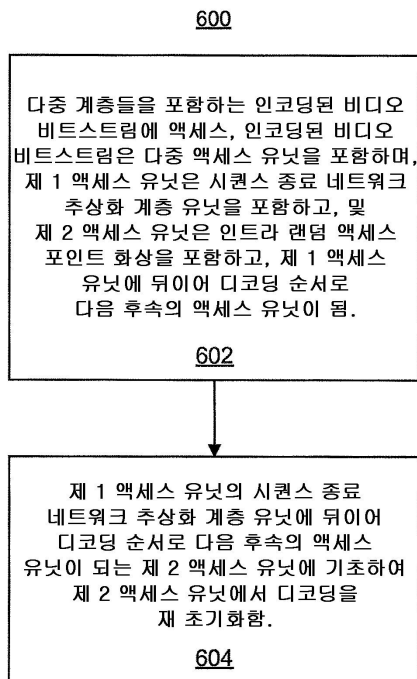 600
다중 계층들을 포함하는 인코딩된 비디오
비트스트림에 액세스, 인코딩된 비디오
비트스트림은 다중 액세스 유닛을 포함하며,
제 1 액세스 유닛은 시퀀스 종료 네트워크
추상화 계층 유닛을 포함하고, 및
제 2 액세스 유닛은 인트라 랜덤 액세스
포인트 화상을 포함하고, 제 1 액세스
유닛에 뒤이어 디코딩 순서로
다음 후속의 액세스 유닛이 됨.
602
제 1 액세스 유닛의 시퀀스 종료
네트워크 추상화 계층 유닛에 뒤이어
디코딩 순서로 다음 후속의 액세스
유닛이 되는 제 2 액세스 유닛에 기초하여
제 2 액세스 유닛에서 디코딩을
재 초기화함.
604